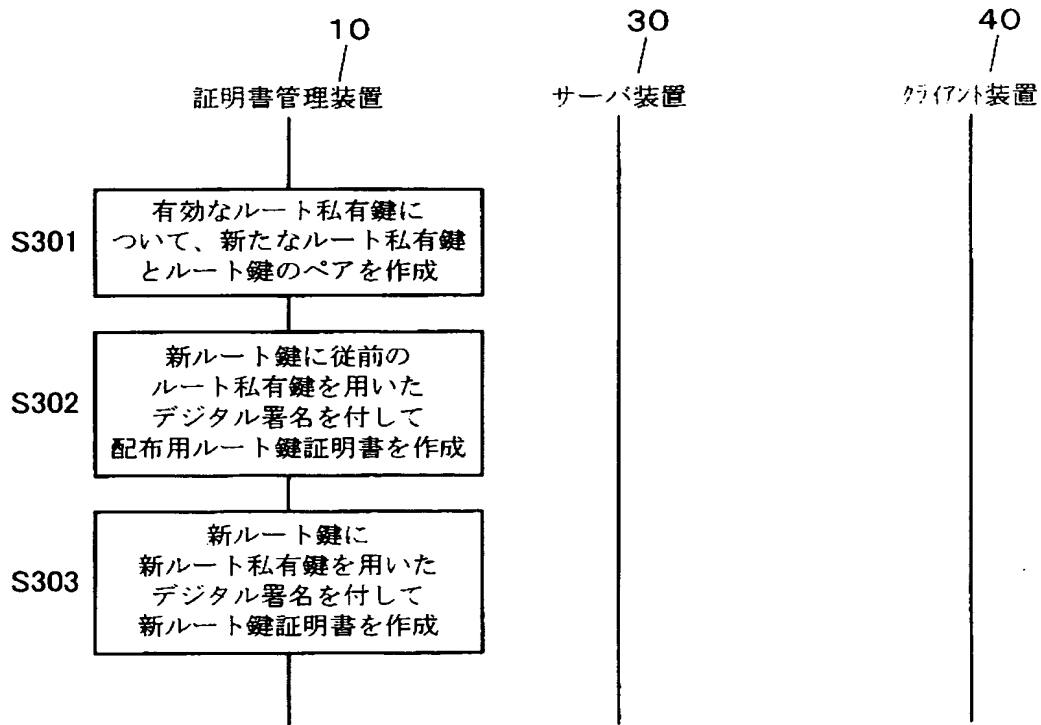 10
30
40
証明書管理装置
サーバ装置
クライアント装置
S301
有効なルート私有鍵に
ついて、新たなルート私有鍵
とルート鍵のペアを作成
S302
新ルート鍵に従前の
ルート私有鍵を用いた
デジタル署名を付して
配布用ルート鍵証明書を作成
S303
新ルート鍵に
新ルート私有鍵を用いた
デジタル署名を付して
新ルート鍵証明書を作成